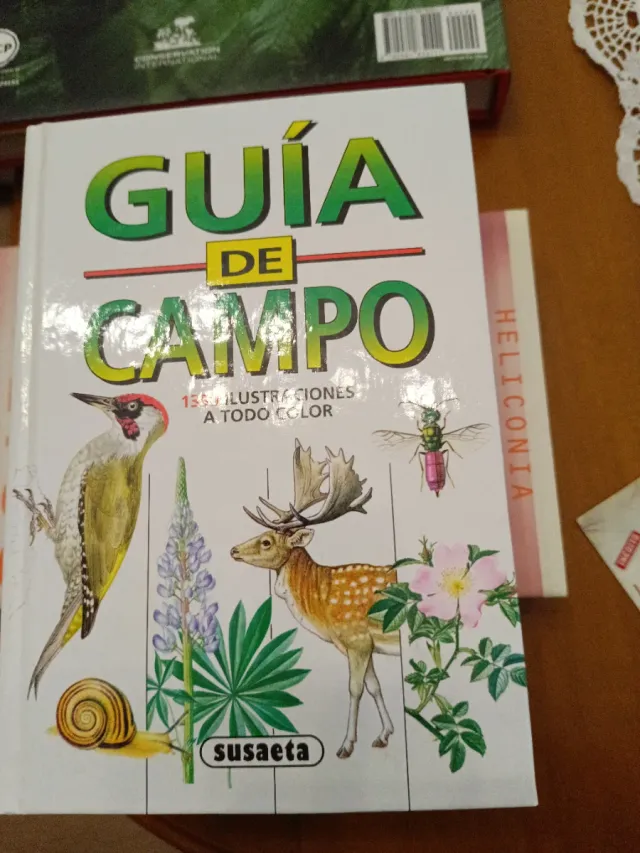 CONSERVATION
INTERNATIONAL
GUÍA
DE
CAMPO
ILUSTRACIONES
A TODO COLOR
HELICONIA
susaeta